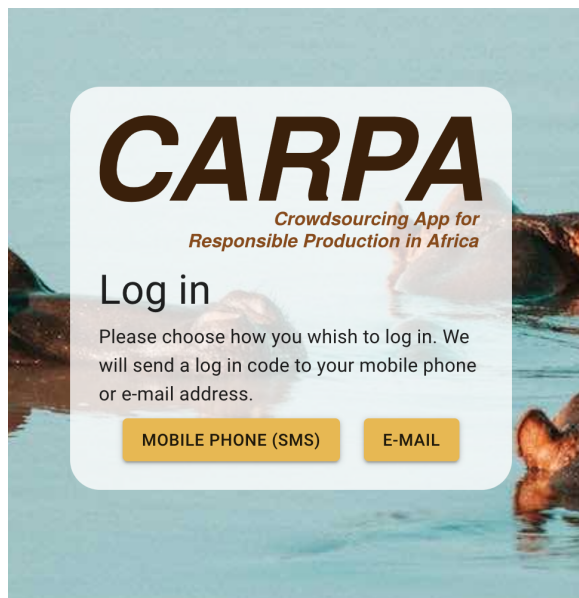 CARPA
Crowdsourcing App for
Responsible Production in Africa
Log in
Please choose how you whish to log in. We
will send a log in code to your mobile phone
or e-mail address.
MOBILE PHONE (SMS)
E-MAIL